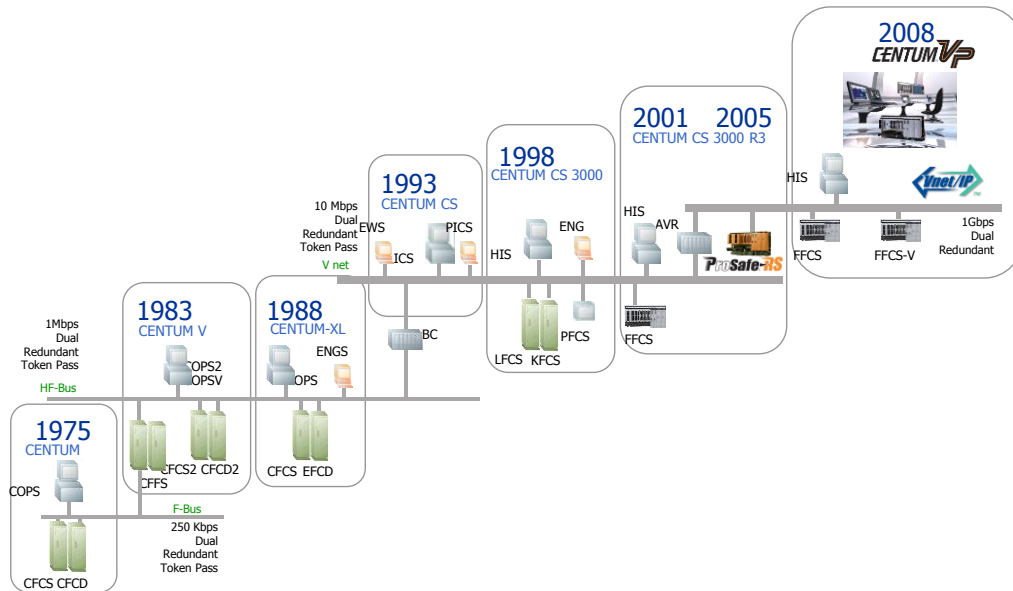 2008
CENTUM VP
HIS
Vnet/IP
TM
FFCS
FFCS-V
1Gbps
Dual
Redundant
2001 2005
CENTUM CS 3000 R3
HIS
AVR
ProSafe-RS
FFCS
1998
CENTUM CS 3000
HIS
ENG
LFCS KFCS
PFCS
1993
CENTUM CS
10 Mbps
Dual
Redundant
Token Pass
EWS
ICS
PICS
V net
BC
1988
CENTUM-XL
OPS
ENGS
CFCS EFCD
1983
CENTUM V
1Mbps
Dual
Redundant
Token Pass
COPS2
OPSV
HF-Bus
CFCS2 CFCD2
CFFS
1975
CENTUM
COPS
F-Bus
250 Kbps
Dual
Redundant
Token Pass
CFCS CFCD